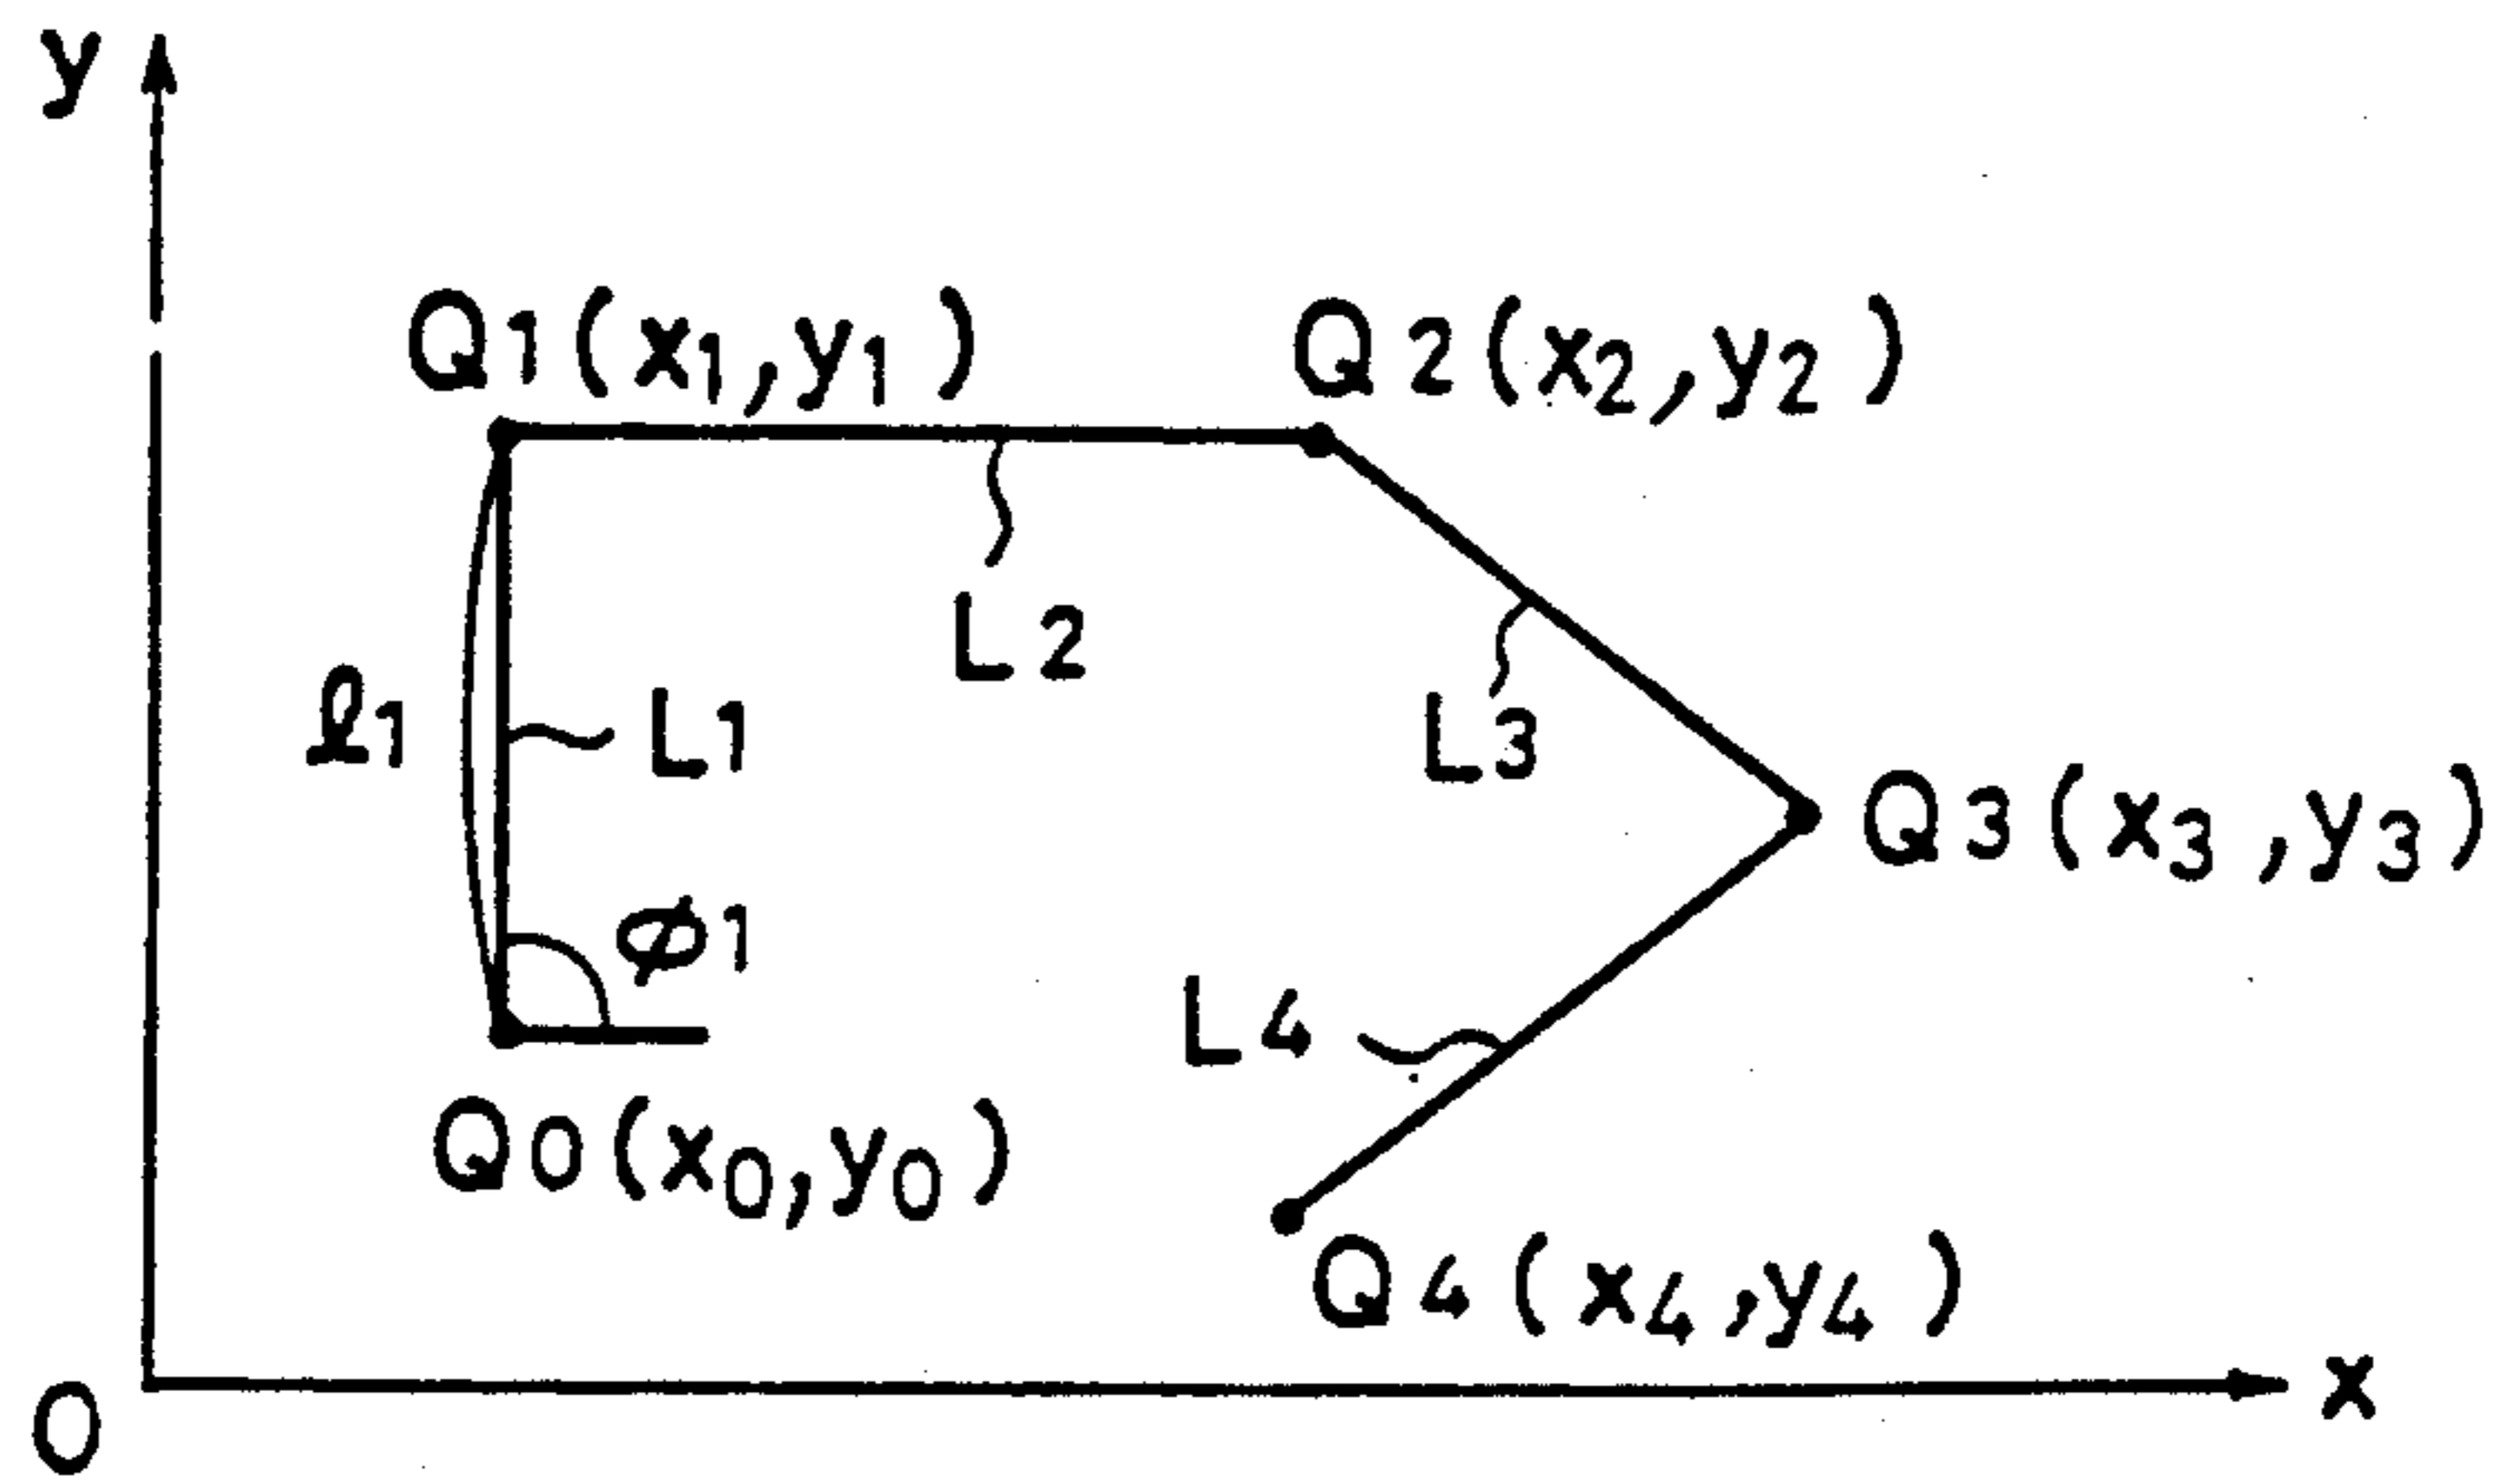 y
Q1(x1,y1)
Q2(x2,y2)
L2
ℓ1
L1
L3
Q3(x3,y3)
φ1
L4
Q0(x0,y0)
Q4(x4,y4)
x
O